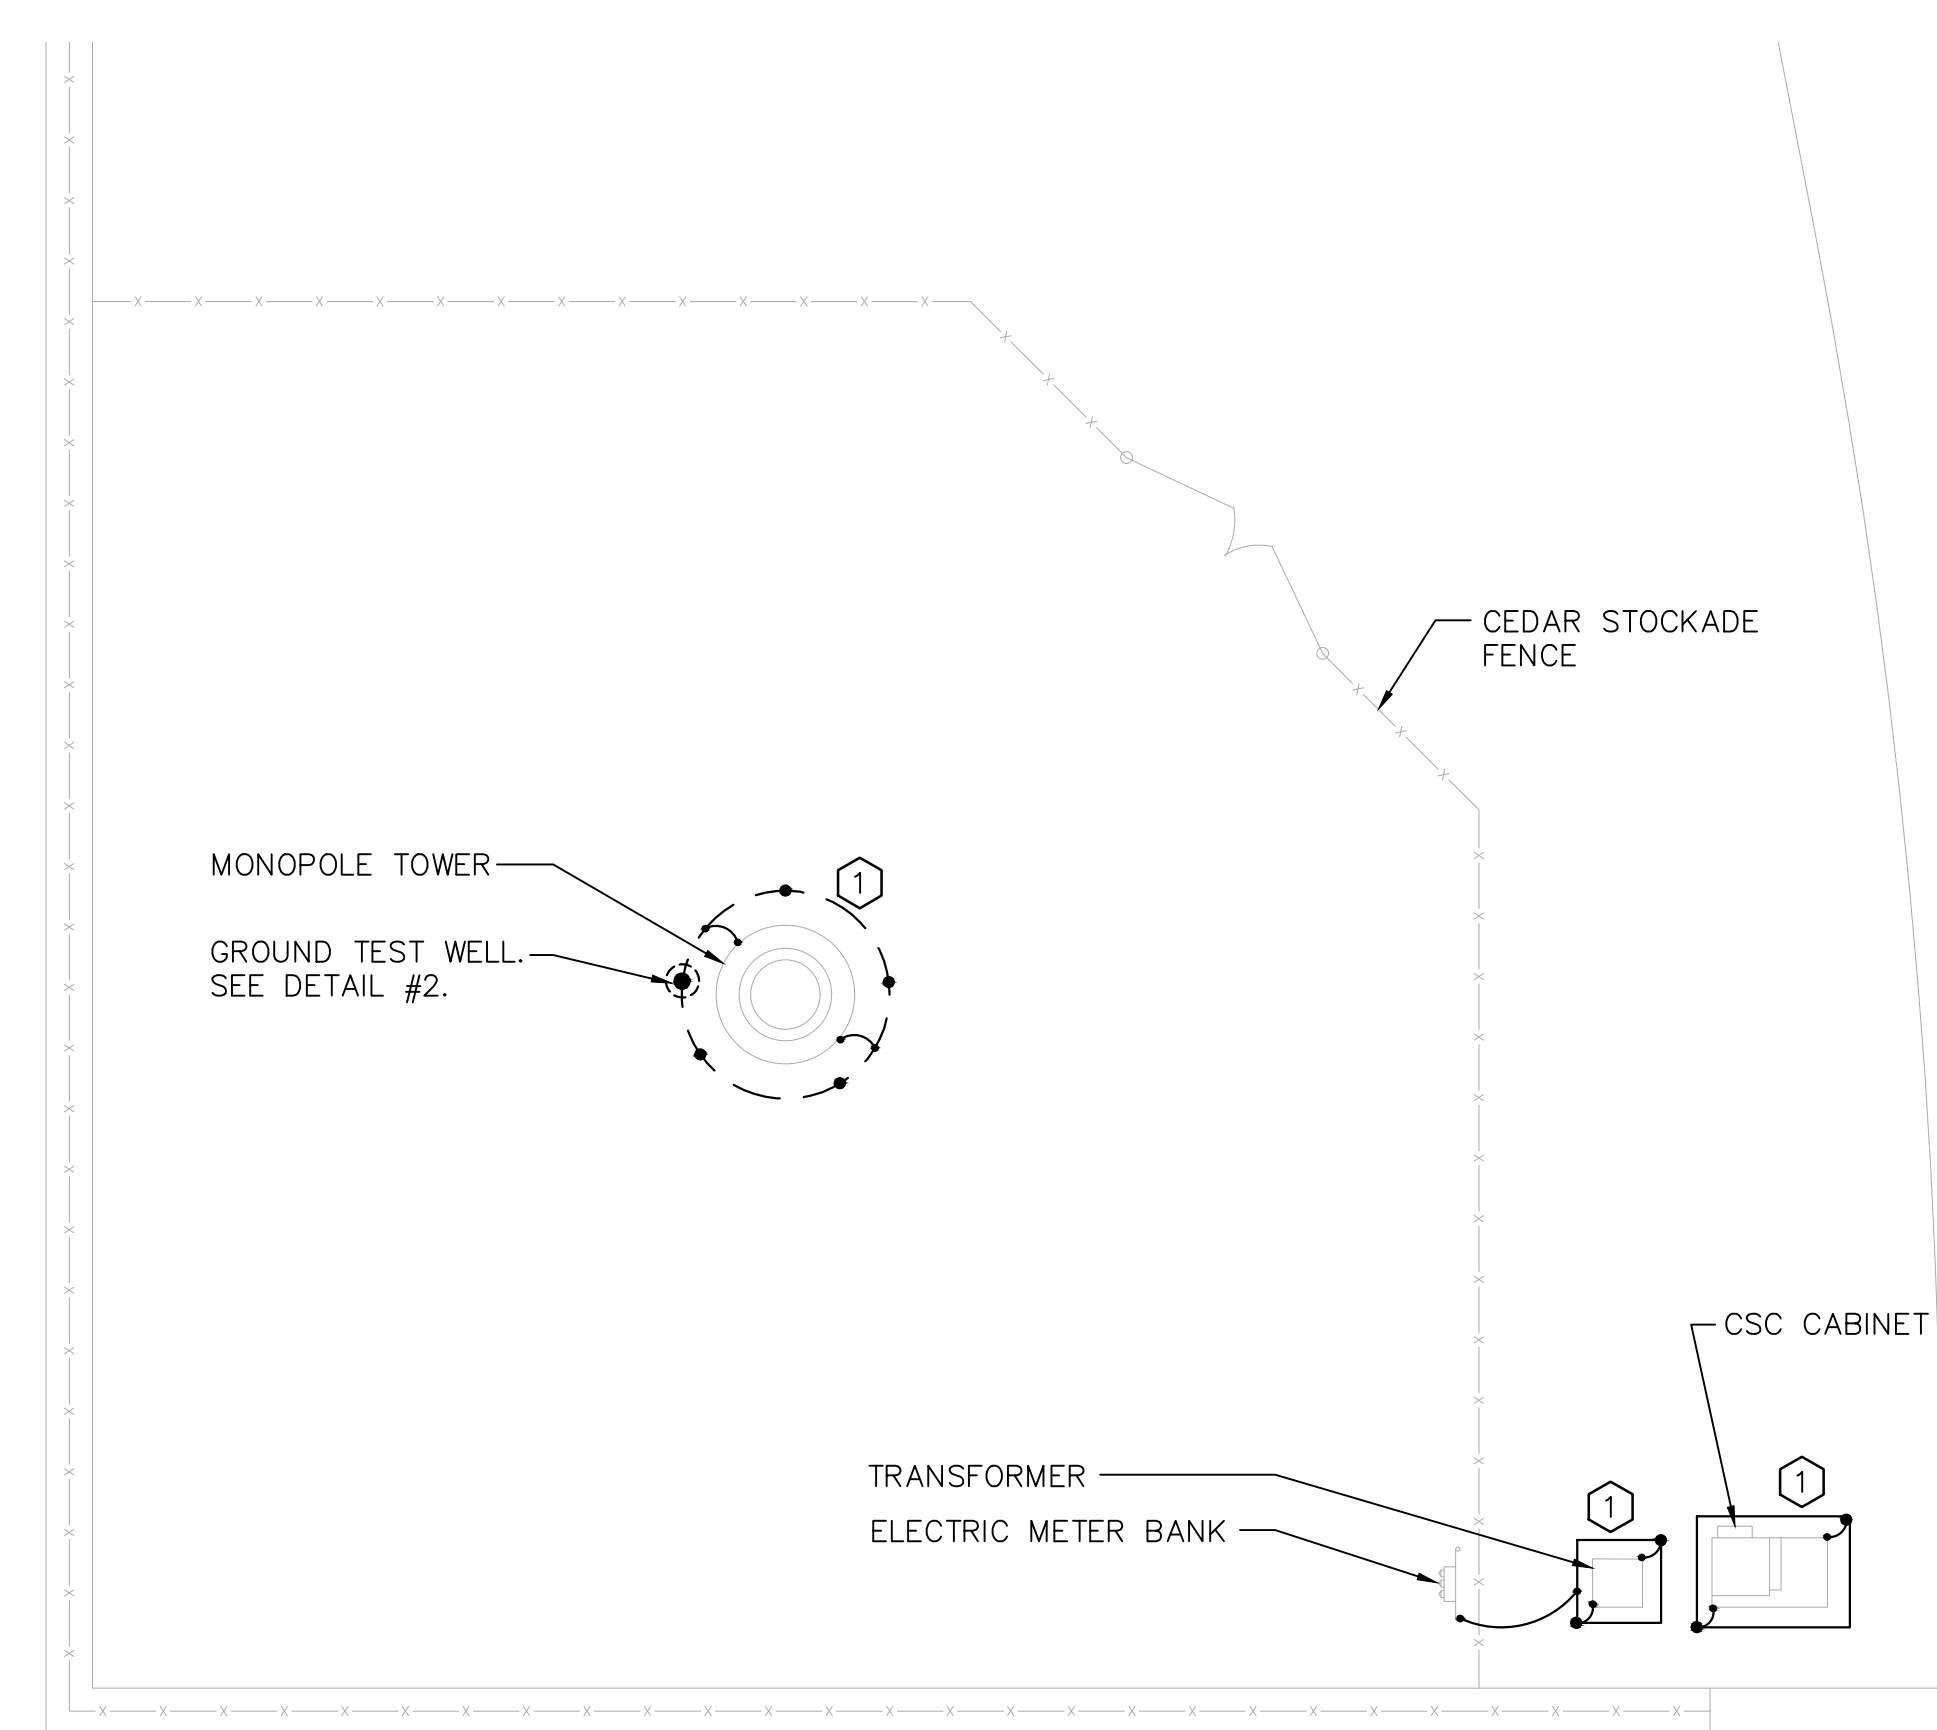 CEDAR STOCKADE
FENCE
MONOPOLE TOWER
1
GROUND TEST WELL.
SEE DETAIL #2.
CSC CABINET
TRANSFORMER
1
1
ELECTRIC METER BANK